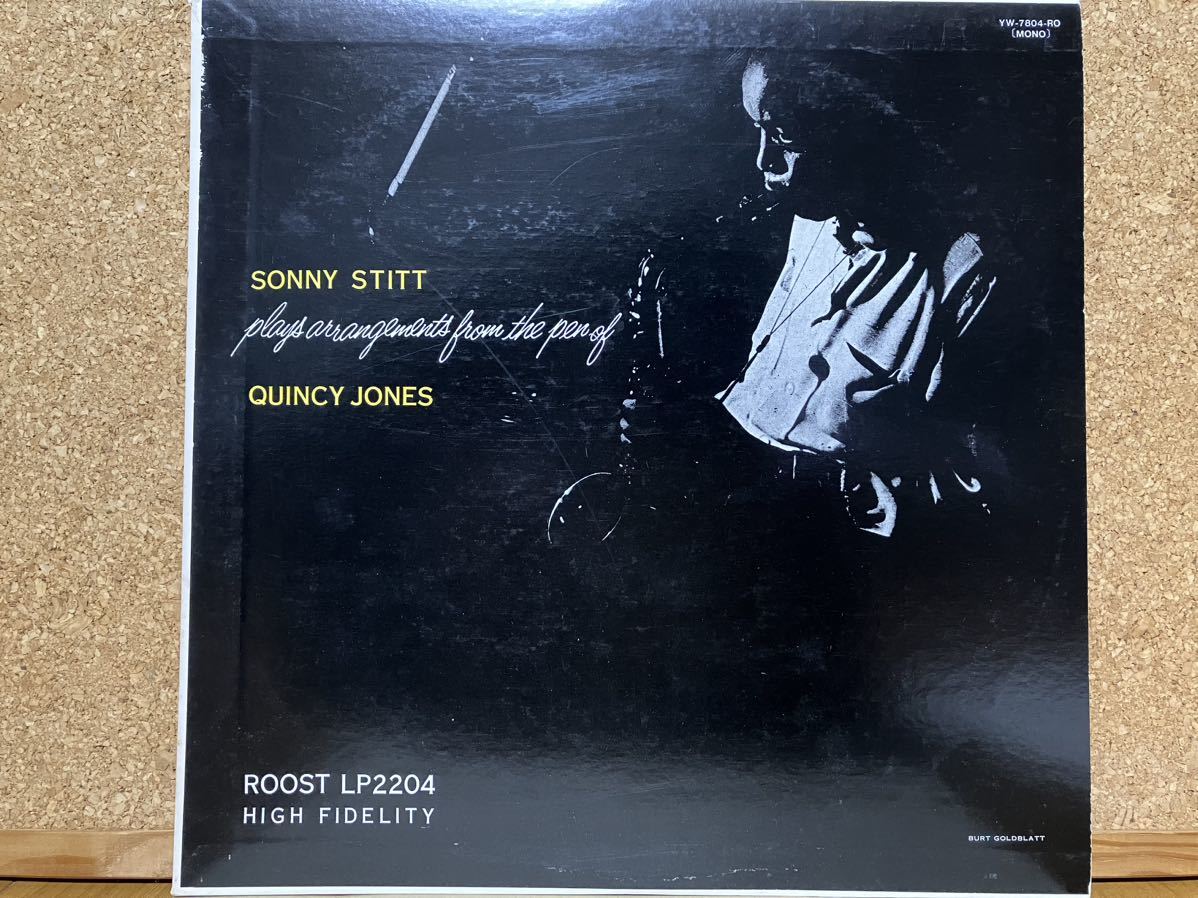 YW-7804-RO
(MONO)
SONNY STITT
plays arrangements from the pen of
QUINCY JONES
ROOST LP2204
HIGH FIDELITY
BURT GOLDBLATT